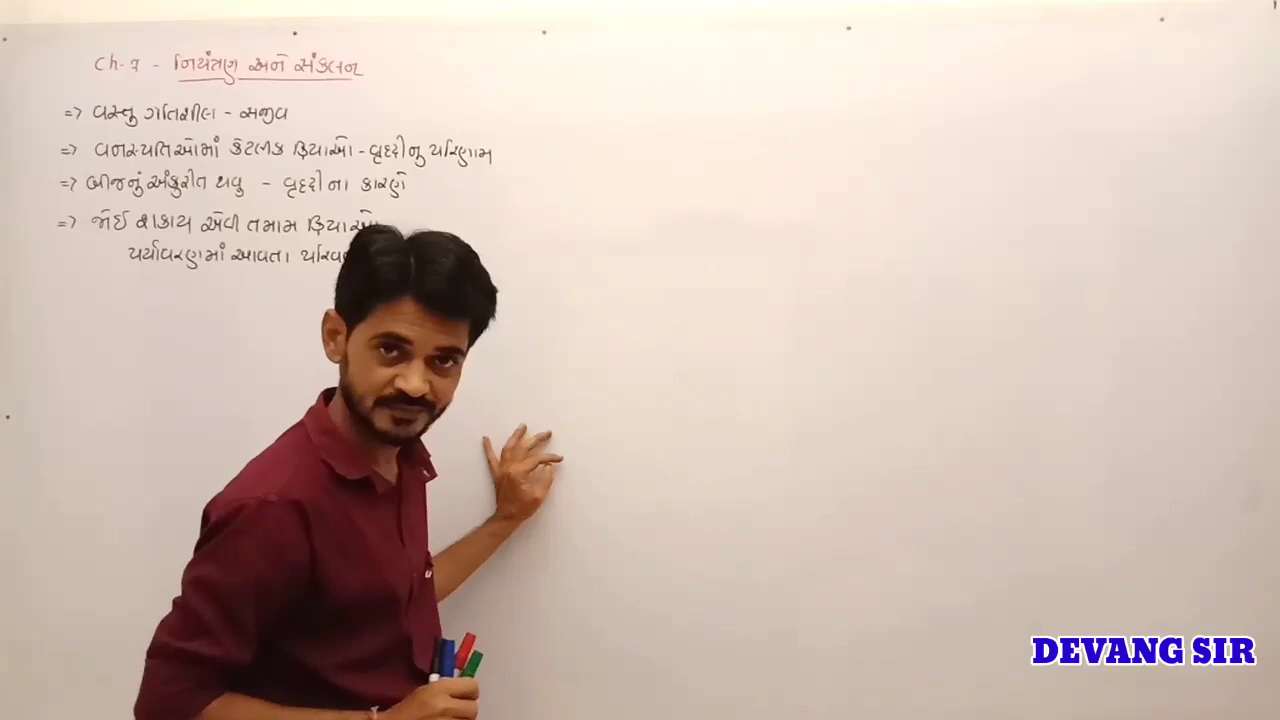 Ch-7 - નિયંત્રણ અને સંકલન
=> વસ્તુ ગતિશીલ - સજીવ
=> વનસ્પતિઓમાં કેટલીક ક્રિયાઓ - વૃદ્ધીનુ પરિણામ
=> બીજનું અંકુરીત થવુ - વૃદ્ધીના કારણે
=> જોઈ શકાય એવી તમામ ક્રિયાઓ
પર્યાવરણમાં આવતા
DEVANG SIR